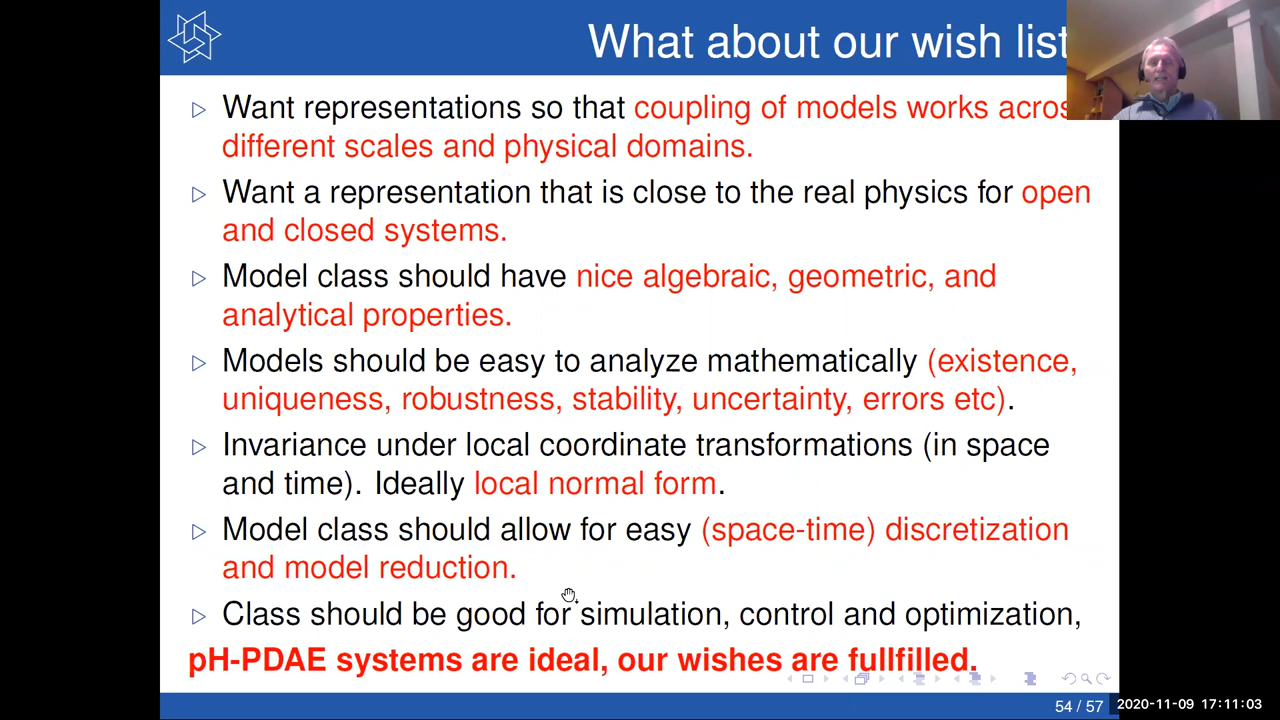 What about our wish list
▷ Want representations so that coupling of models works acros
different scales and physical domains.
▷ Want a representation that is close to the real physics for open
and closed systems.
▷ Model class should have nice algebraic, geometric, and
analytical properties.
▷ Models should be easy to analyze mathematically (existence,
uniqueness, robustness, stability, uncertainty, errors etc).
▷ Invariance under local coordinate transformations (in space
and time). Ideally local normal form.
▷ Model class should allow for easy (space-time) discretization
and model reduction.
▷ Class should be good for simulation, control and optimization,
pH-PDAE systems are ideal, our wishes are fullfilled.
54 / 57
2020-11-09 17:11:03